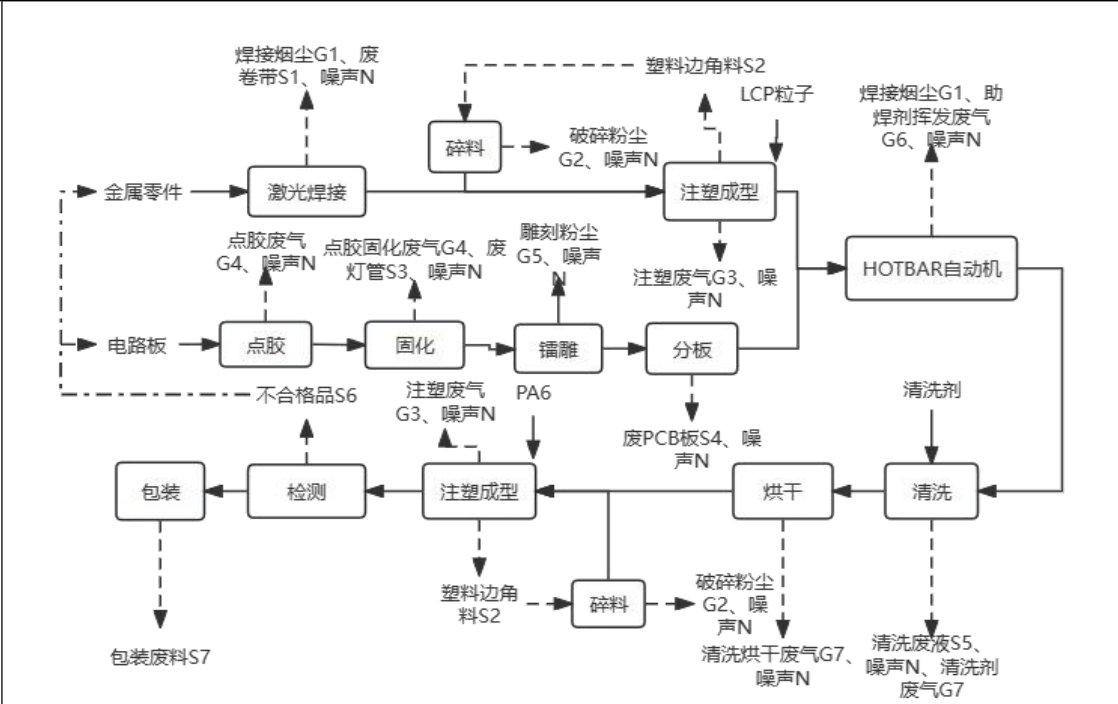 焊接烟尘G1、废
卷带S1、噪声N
塑料边角料S2
LCP粒子
焊接烟尘G1、助
焊剂挥发废气
G6、噪声N
碎料
破碎粉尘
G2、噪声N
金属零件
激光焊接
注塑成型
点胶废气
G4、噪声N
点胶固化废气G4、废
灯管S3、噪声N
雕刻粉尘
G5、噪声
N
注塑废气G3、噪
声N
HOTBAR自动机
电路板
点胶
固化
镭雕
分板
不合格品S6
注塑废气
G3、噪声N
PA6
废PCB板S4、噪
声N
清洗剂
包装
检测
注塑成型
烘干
清洗
塑料边角
料S2
碎料
破碎粉尘
G2、噪
声N
包装废料S7
清洗烘干废气G7、
噪声N
清洗废液S5、
噪声N、清洗剂
废气G7